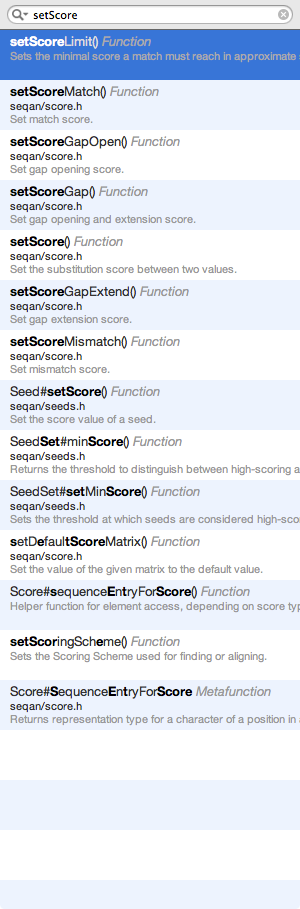 setScore
setScoreLimit() Function
Sets the minimal score a match must reach in approximate
setScoreMatch() Function
seqan/score.h
Set match score.
setScoreGapOpen() Function
seqan/score.h
Set gap opening score.
setScoreGap() Function
seqan/score.h
Set gap opening and extension score.
setScore() Function
seqan/score.h
Set the substitution score between two values.
setScoreGapExtend() Function
seqan/score.h
Set gap extension score.
setScoreMismatch() Function
seqan/score.h
Set mismatch score.
Seed#setScore() Function
seqan/seeds.h
Set the score value of a seed.
SeedSet#minScore() Function
seqan/seeds.h
Returns the threshold to distinguish between high-scoring a
SeedSet#setMinScore() Function
seqan/seeds.h
Sets the threshold at which seeds are considered high-sco
setDefaultScoreMatrix() Function
seqan/score.h
Set the value of the given matrix to the default value.
Score#sequenceEntryForScore() Function
Helper function for element access, depending on score typ
setScoringScheme() Function
Sets the Scoring Scheme used for finding or aligning.
Score#SequenceEntryForScore Metafunction
seqan/score.h
Returns representation type for a character of a position in